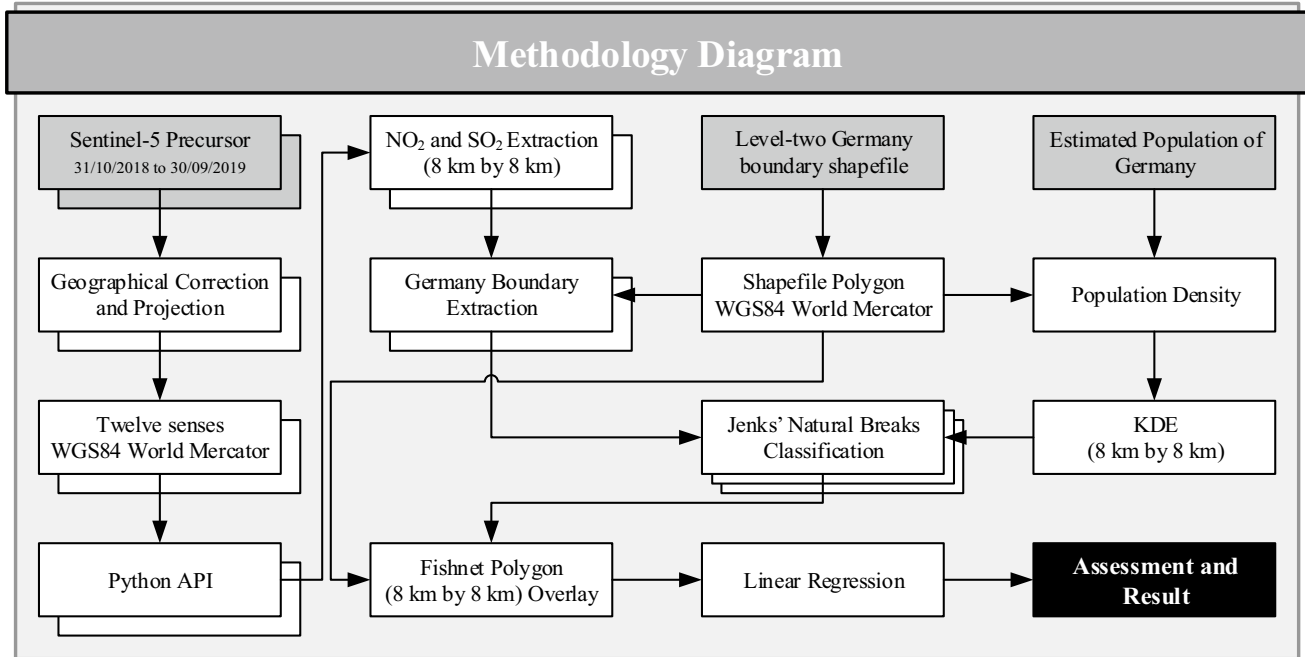 Methodology Diagram
Sentinel-5 Precursor
31/10/2018 to 30/09/2019
NO₂ and SO₂ Extraction
(8 km by 8 km)
Level-two Germany
boundary shapefile
Estimated Population of
Germany
Geographical Correction
and Projection
Germany Boundary
Extraction
Shapefile Polygon
WGS84 World Mercator
Population Density
Twelve senses
WGS84 World Mercator
Jenks’ Natural Breaks
Classification
KDE
(8 km by 8 km)
Python API
Fishnet Polygon
(8 km by 8 km) Overlay
Linear Regression
Assessment and
Result